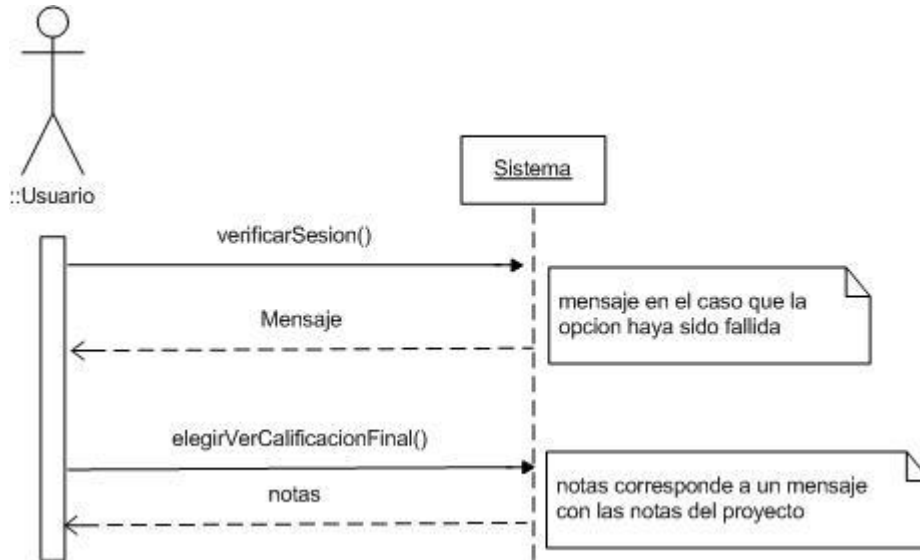 ::Usuario
Sistema
verificarSesion()
mensaje en el caso que la
opcion haya sido fallida
Mensaje
elegirVerCalificacionFinal()
notas corresponde a un mensaje
con las notas del proyecto
notas